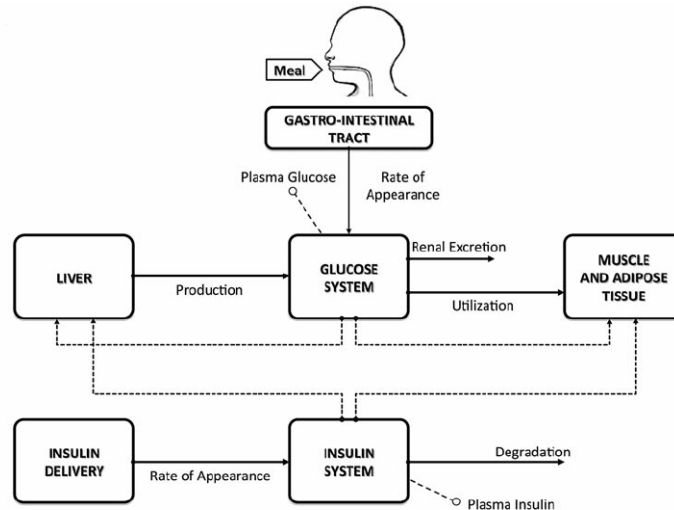 Meal
GASTRO-INTESTINAL
TRACT
Plasma Glucose
Rate of
Appearance
Renal Excretion
LIVER
Production
GLUCOSE
SYSTEM
Utilization
MUSCLE
AND ADIPOSE
TISSUE
INSULIN
DELIVERY
Rate of Appearance
INSULIN
SYSTEM
Degradation
Plasma Insulin